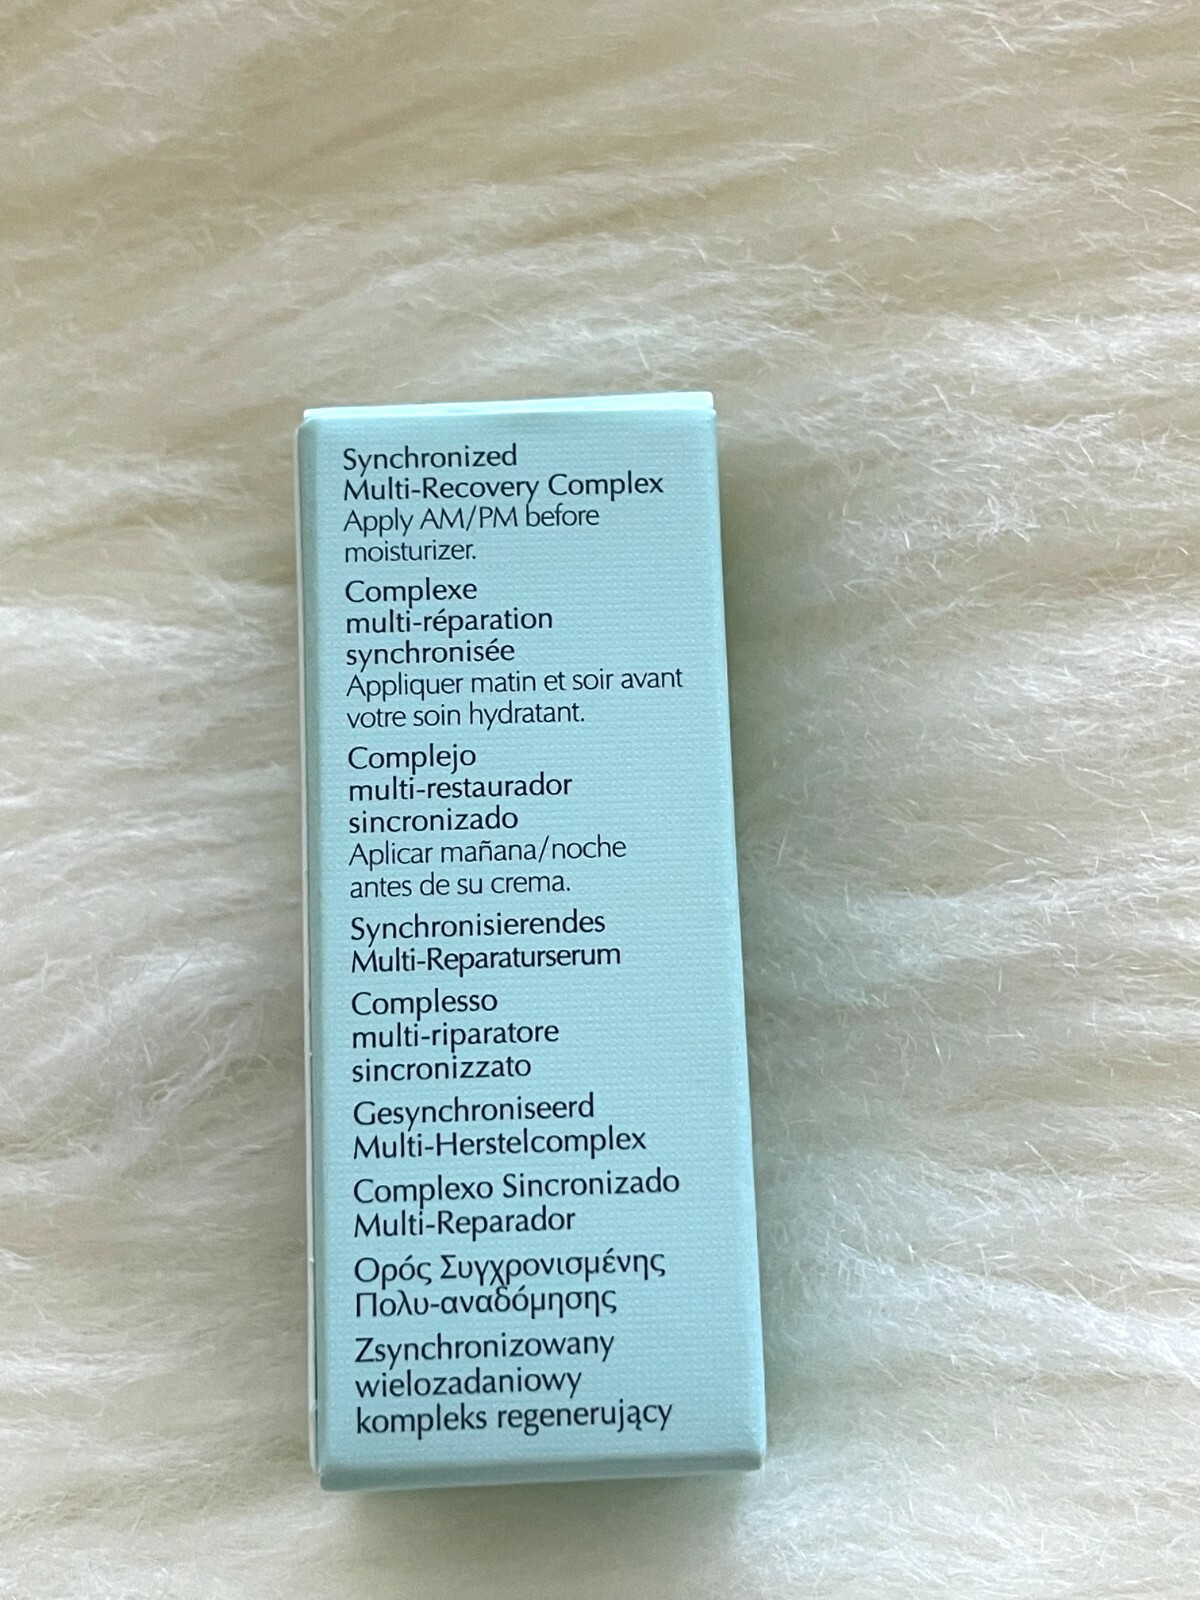 Synchronized
Multi-Recovery Complex
Apply AM/PM before
moisturizer.
Complexe
multi-réparation
synchronisée
Appliquer matin et soir avant
votre soin hydratant.
Complejo
multi-restaurador
sincronizado
Aplicar mañana/noche
antes de su crema.
Synchronisierendes
Multi-Reparaturserum
Complesso
multi-riparatore
sincronizzato
Gesynchroniseerd
Multi-Herstelcomplex
Complexo Sincronizado
Multi-Reparador
Ορός Συγχρονισμένης
Πολυ-αναδόμησης
Zsynchronizowany
wielozadaniowy
kompleks regenerujący